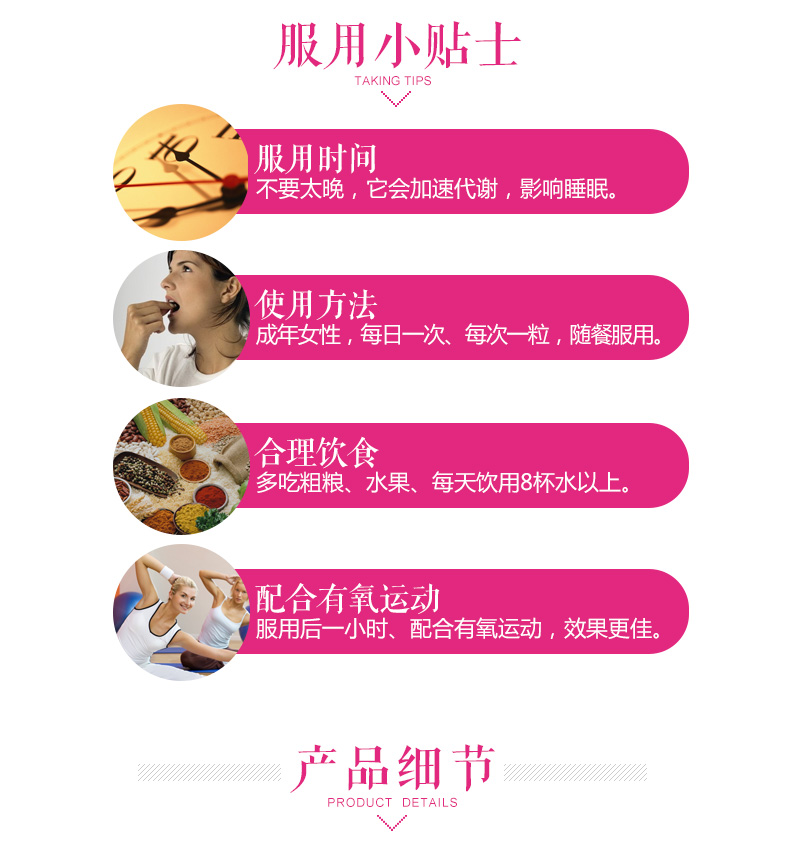 服用小贴士
TAKING TIPS
服用时间
不要太晚，它会加速代谢，影响睡眠。
使用方法
成年女性，每日一次、每次一粒，随餐服用。
合理饮食
多吃粗粮、水果、每天饮用8杯水以上。
配合有氧运动
服用后一小时、配合有氧运动，效果更佳。
产品细节
PRODUCT DETAILS